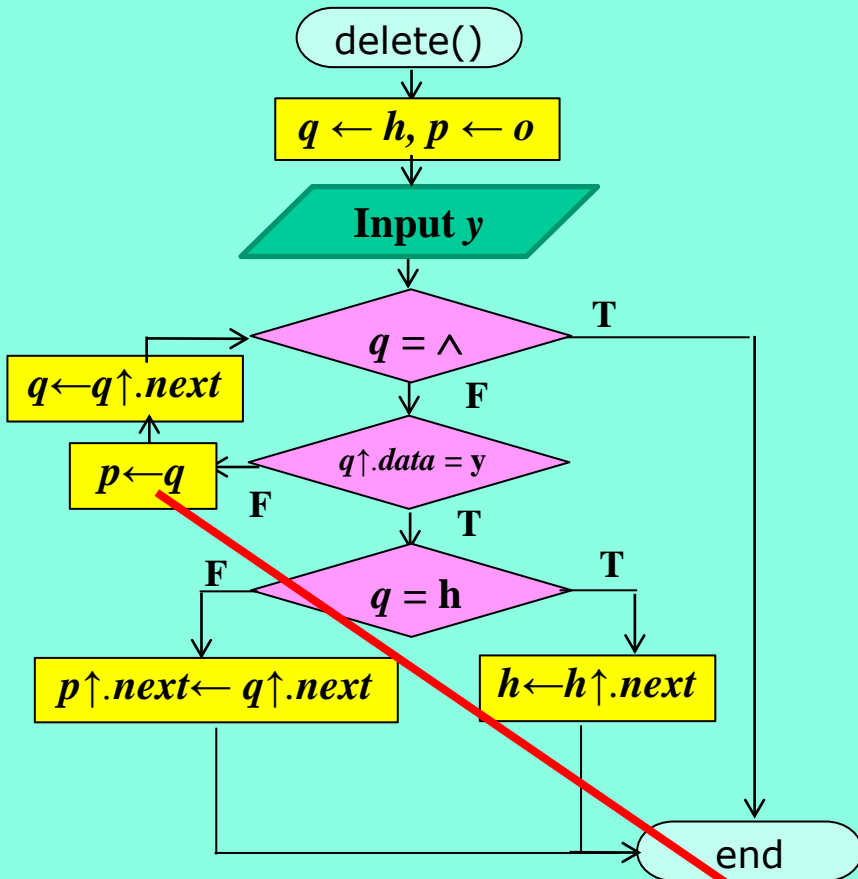 delete()
q ← h, p ← o
Input y
q = ∧
T
F
q←q↑.next
q↑.data = y
p←q
F
T
q = h
F
T
p↑.next← q↑.next
h←h↑.next
end